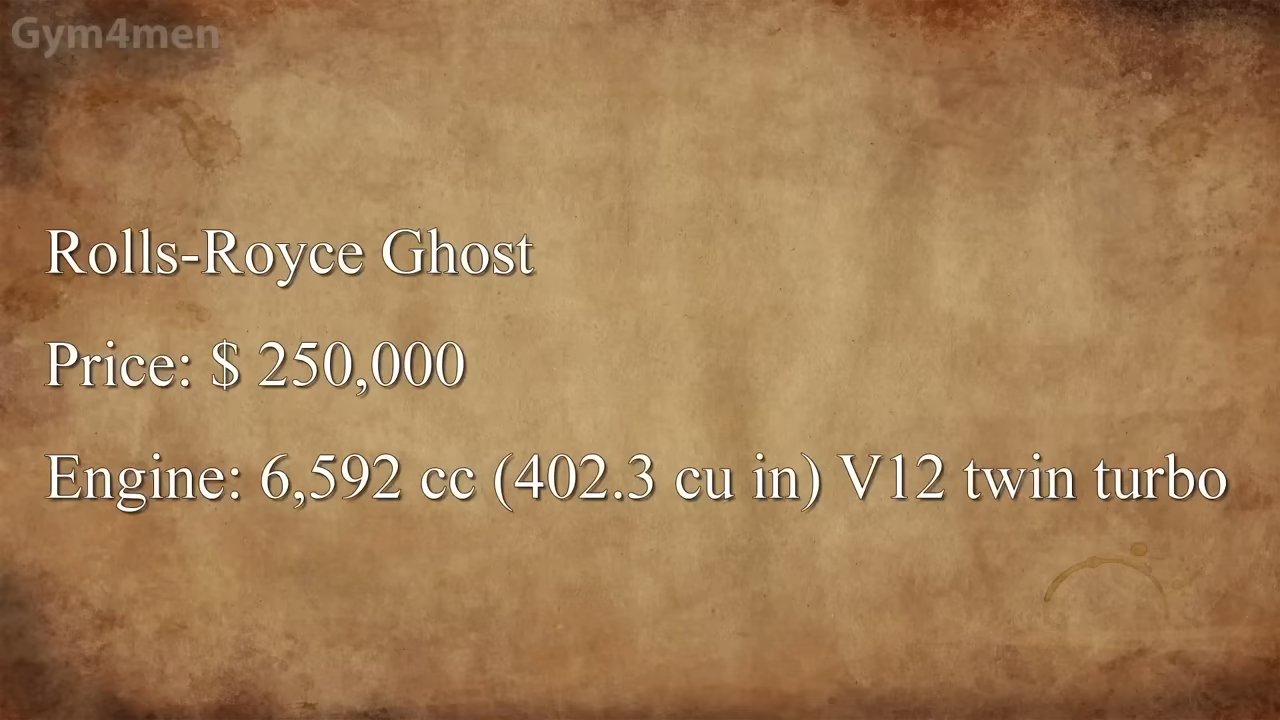 Gym4men
Rolls-Royce Ghost
Price: $ 250,000
Engine: 6,592 cc (402.3 cu in) V12 twin turbo